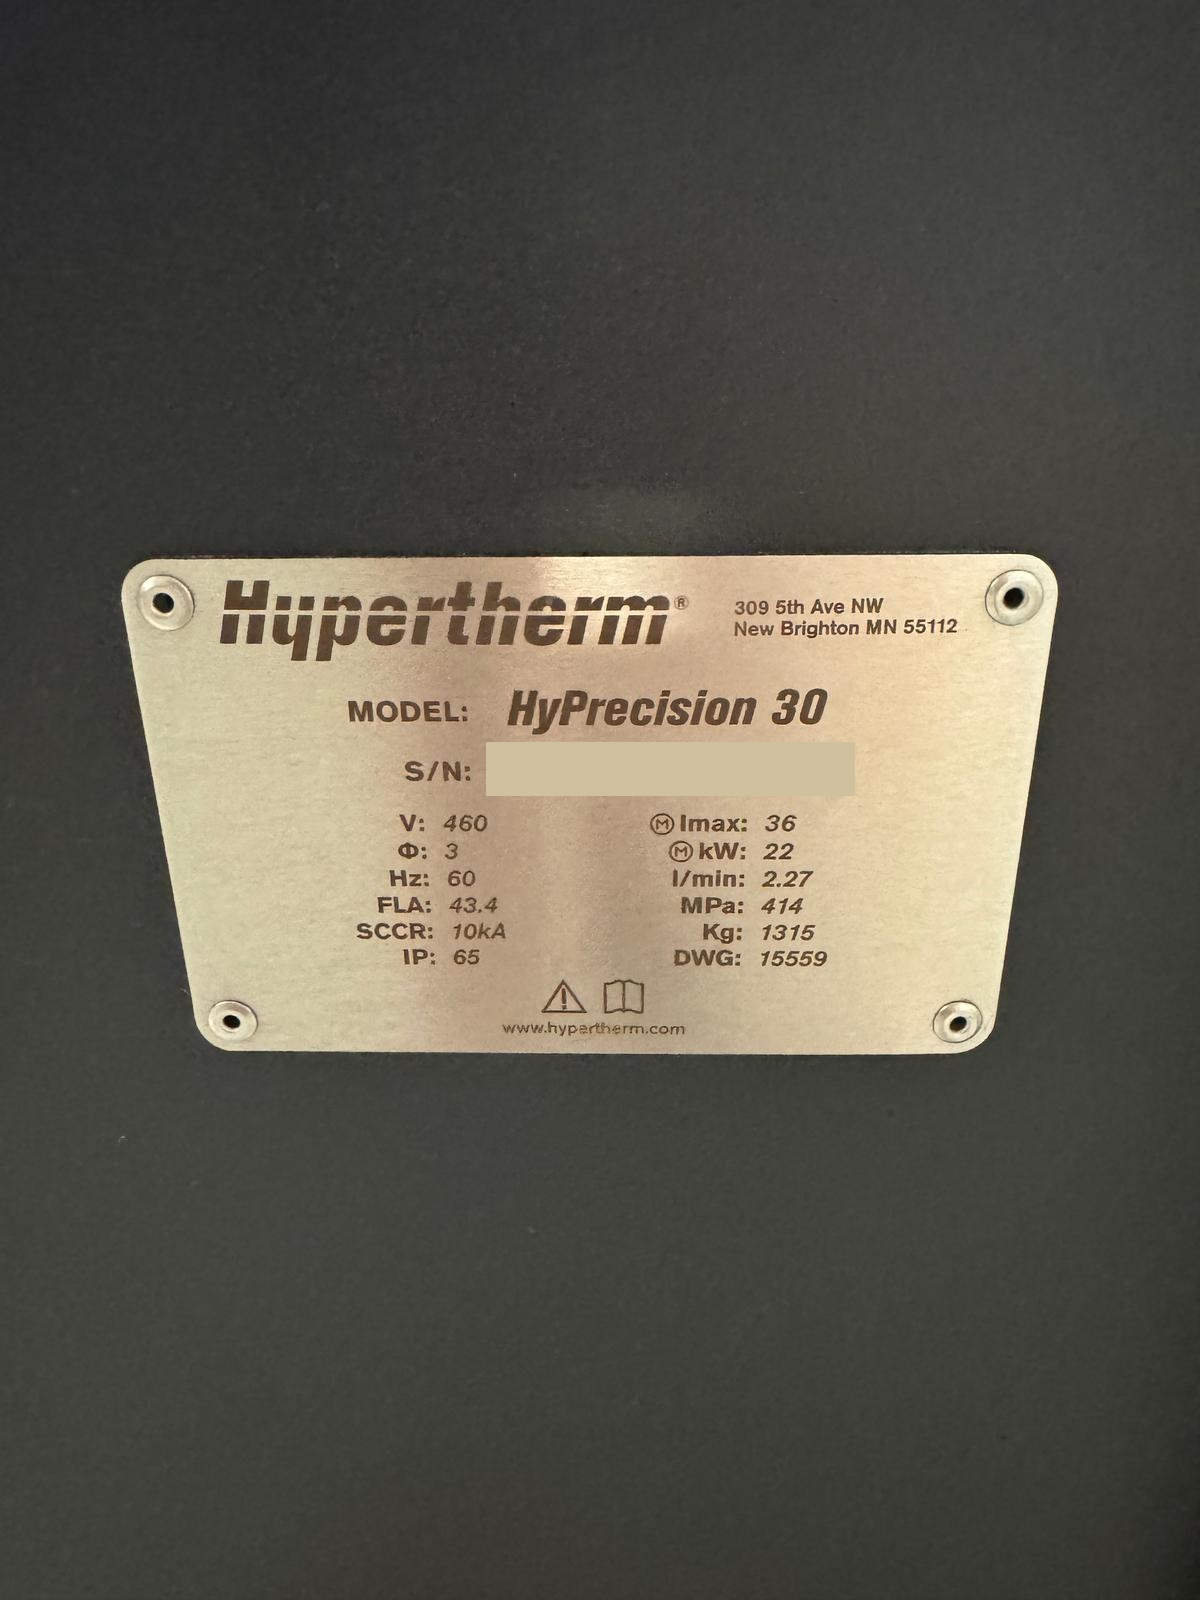 Hypertherm®
309 5th Ave NW
New Brighton MN 55112
MODEL: HyPrecision 30
S/N:
V: 460
Φ: 3
Hz: 60
FLA: 43.4
SCCR: 10kA
IP: 65
Ⓜ Imax: 36
Ⓜ kW: 22
l/min: 2.27
MPa: 414
Kg: 1315
DWG: 15559
www.hypertherm.com